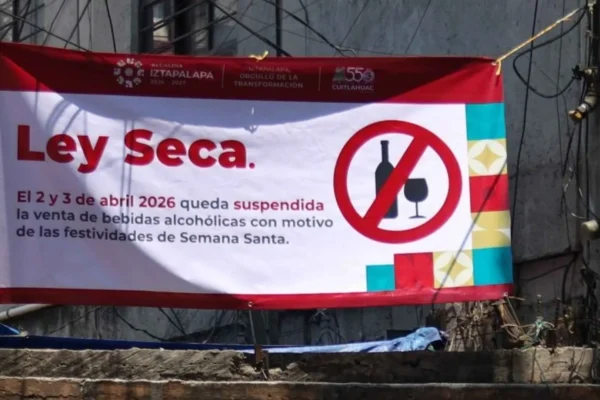 ALCALDÍA
IZTAPALAPA
ORGULLO DE LA
TRANSFORMACIÓN
550
CUITLÁHUAC
Ley Seca.
El 2 y 3 de abril 2026 queda suspendida
la venta de bebidas alcohólicas con motivo
de las festividades de Semana Santa.